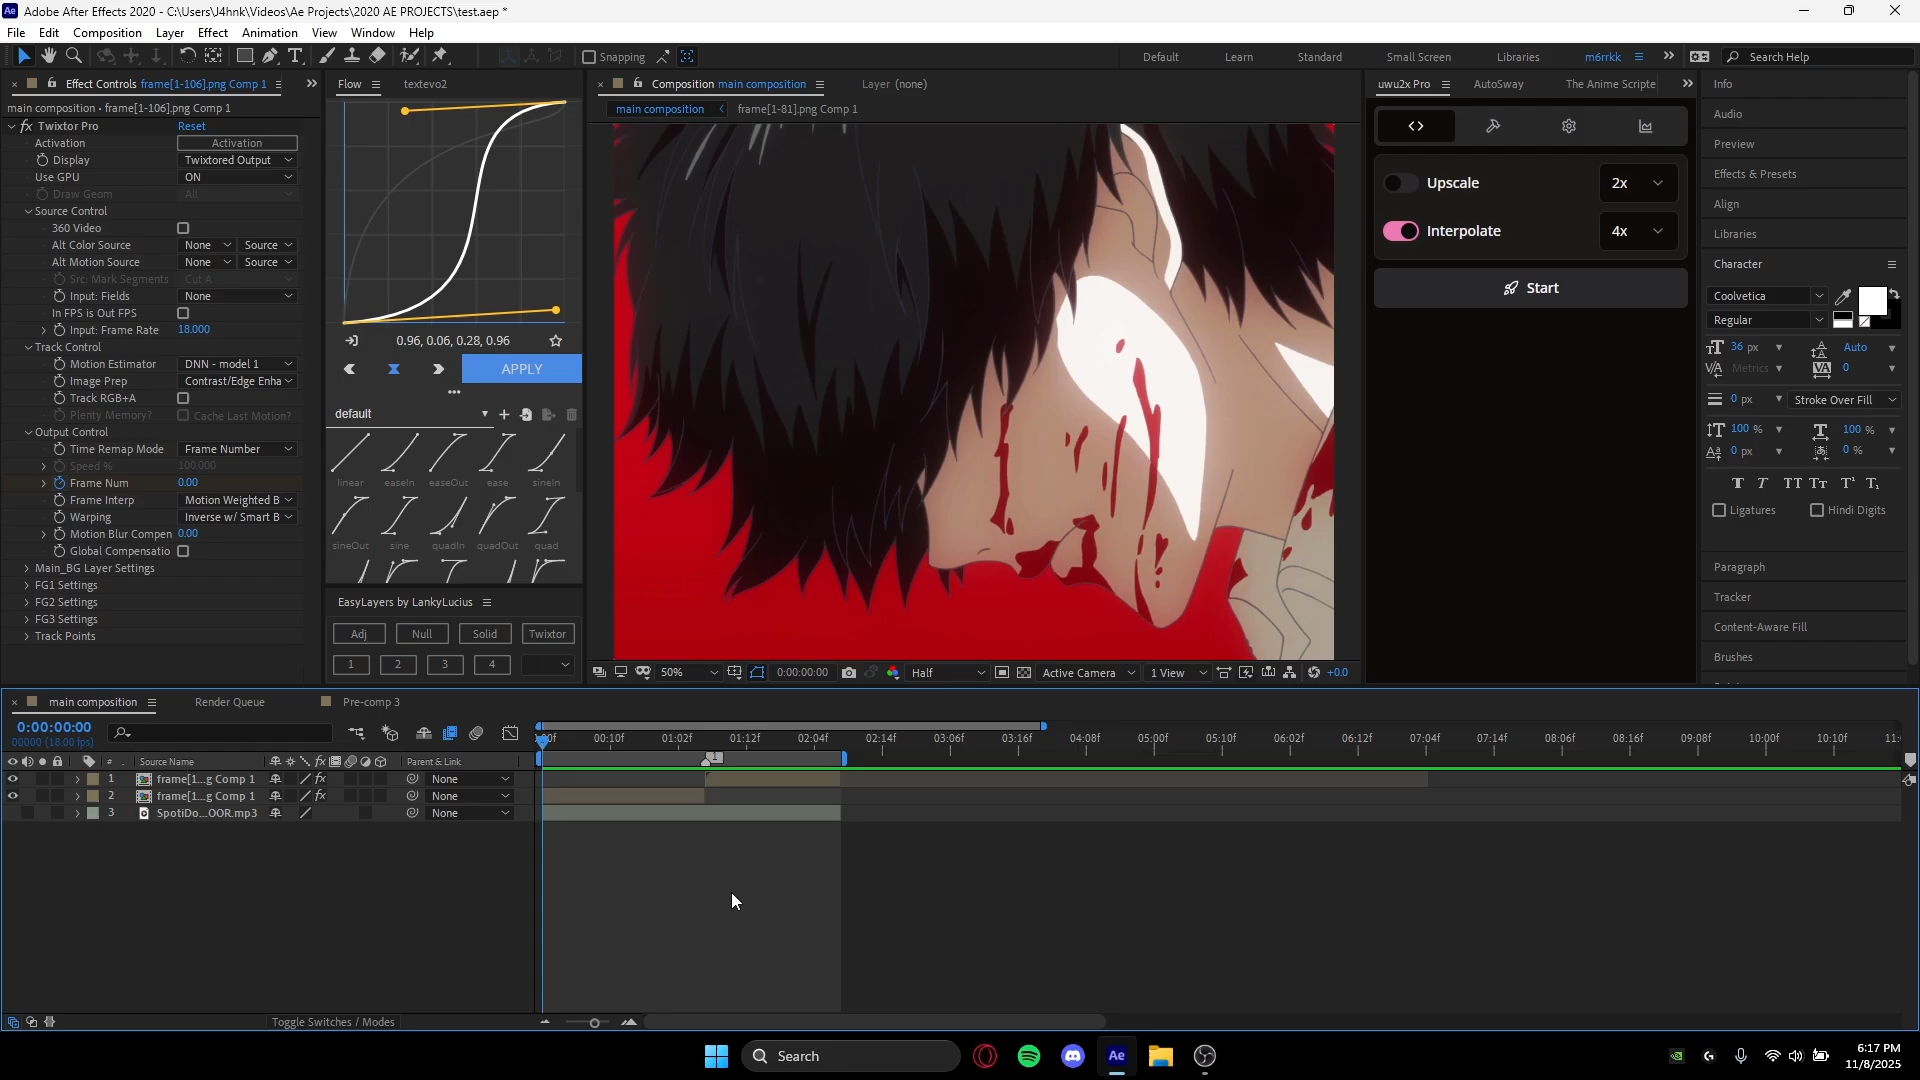 Ae Adobe After Effects 2020 - C:\Users\J4hnk\Videos\Ae Projects\2020 AE PROJECTS\test.aep *
File Edit Composition Layer Effect Animation View Window Help
Snapping
Default Learn Standard Small Screen Libraries m6rrkk Search Help
Effect Controls frame[1-106].png Comp 1
main composition • frame[1-106].png Comp 1
fx Twixtor Pro Reset
Activation Activation
Display Twixtored Output
Use GPU ON
Draw Geom All
Source Control
360 Video
Alt Color Source None Source
Alt Motion Source None Source
Src: Mark Segments Cut A
Input: Fields None
In FPS is Out FPS
Input: Frame Rate 18.000
Track Control
Motion Estimator DNN - model 1
Image Prep Contrast/Edge Enha
Track RGB+A
Plenty Memory? Cache Last Motion?
Output Control
Time Remap Mode Frame Number
Speed % 100.000
Frame Num 0.00
Frame Interp Motion Weighted B
Warping Inverse w/ Smart B
Motion Blur Compen 0.00
Global Compensatio
Main_BG Layer Settings
FG1 Settings
FG2 Settings
FG3 Settings
Track Points
Flow textevo2
0.96, 0.06, 0.28, 0.96
APPLY
default
linear easeIn easeOut ease sineIn
sineOut sine quadIn quadOut quad
EasyLayers by LankyLucius
Adj Null Solid Twixtor
1 2 3 4
Composition main composition Layer (none)
main composition frame[1-81].png Comp 1
50% 0:00:00:00 Half Active Camera 1 View +0.0
uwu2x Pro AutoSway The Anime Scripte
Upscale 2x
Interpolate 4x
Start
Info
Audio
Preview
Effects & Presets
Align
Libraries
Character
Coolvetica
Regular
36 px Auto
Metrics 0
0 px Stroke Over Fill
100 % 100 %
0 px 0 %
T T TT Tt T¹ T₁
Ligatures Hindi Digits
Paragraph
Tracker
Content-Aware Fill
Brushes
main composition Render Queue Pre-comp 3
0:00:00:00
00000 (18.00 fps)
00:10f 01:02f 01:12f 02:04f 02:14f 03:06f 03:16f 04:08f 05:00f 05:10f 06:02f 06:12f 07:04f 07:14f 08:06f 08:16f 09:08f 10:00f 10:10f 11:
# Source Name fx Parent & Link
1
1 frame[1...g Comp 1 fx None
2 frame[1...g Comp 1 fx None
3 SpotiDo...OOR.mp3 None
Toggle Switches / Modes
Search
Ae
6:17 PM
11/8/2025